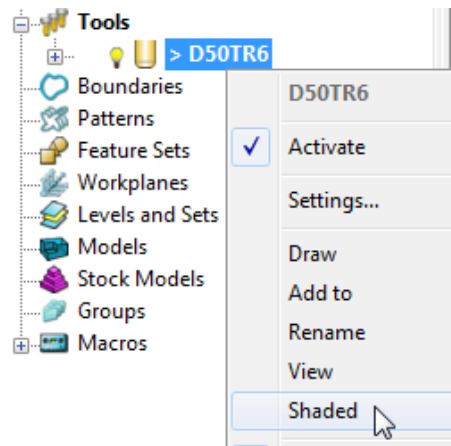 Tools
> D50TR6
Boundaries
Patterns
Feature Sets
Workplanes
Levels and Sets
Models
Stock Models
Groups
Macros
D50TR6
Activate
Settings...
Draw
Add to
Rename
View
Shaded